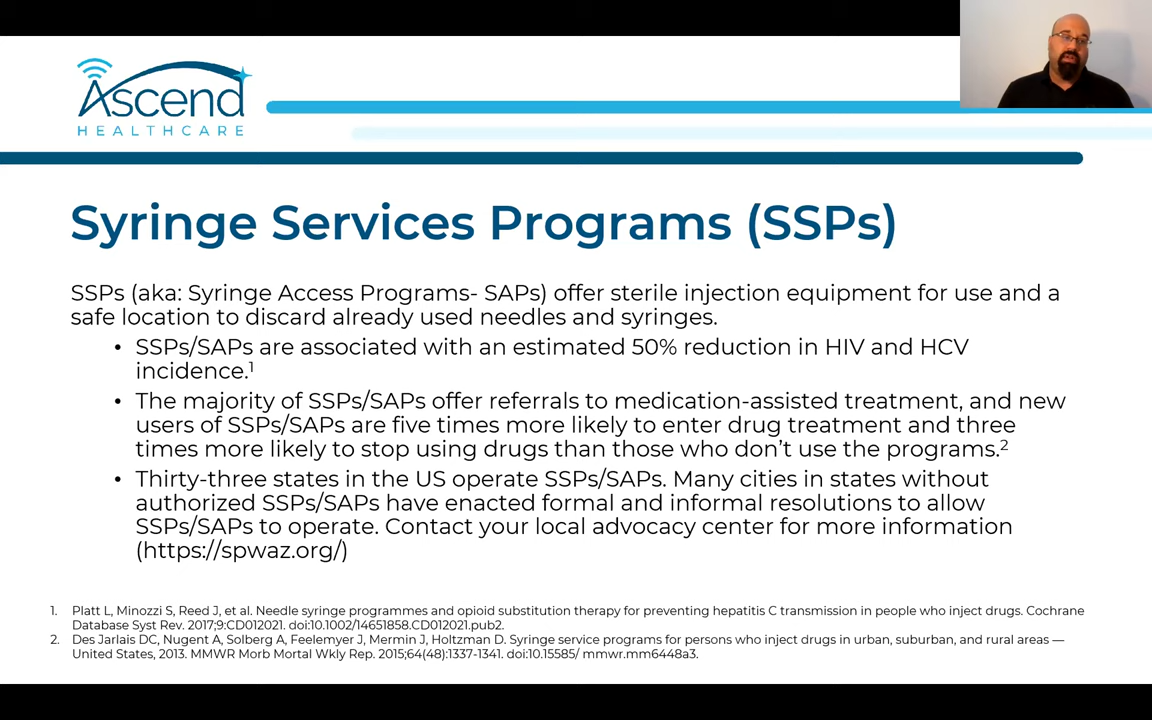 Ascend
HEALTHCARE
Syringe Services Programs (SSPs)
SSPs (aka: Syringe Access Programs- SAPs) offer sterile injection equipment for use and a
safe location to discard already used needles and syringes.
• SSPs/SAPs are associated with an estimated 50% reduction in HIV and HCV
incidence.¹
• The majority of SSPs/SAPs offer referrals to medication-assisted treatment, and new
users of SSPs/SAPs are five times more likely to enter drug treatment and three
times more likely to stop using drugs than those who don't use the programs.²
• Thirty-three states in the US operate SSPs/SAPs. Many cities in states without
authorized SSPs/SAPs have enacted formal and informal resolutions to allow
SSPs/SAPs to operate. Contact your local advocacy center for more information
(https://spwaz.org/)
1. Platt L, Minozzi S, Reed J, et al. Needle syringe programmes and opioid substitution therapy for preventing hepatitis C transmission in people who inject drugs. Cochrane
Database Syst Rev. 2017;9:CD012021. doi:10.1002/14651858.CD012021.pub2.
2. Des Jarlais DC, Nugent A, Solberg A, Feelemyer J, Mermin J, Holtzman D. Syringe service programs for persons who inject drugs in urban, suburban, and rural areas —
United States, 2013. MMWR Morb Mortal Wkly Rep. 2015;64(48):1337-1341. doi:10.15585/ mmwr.mm6448a3.